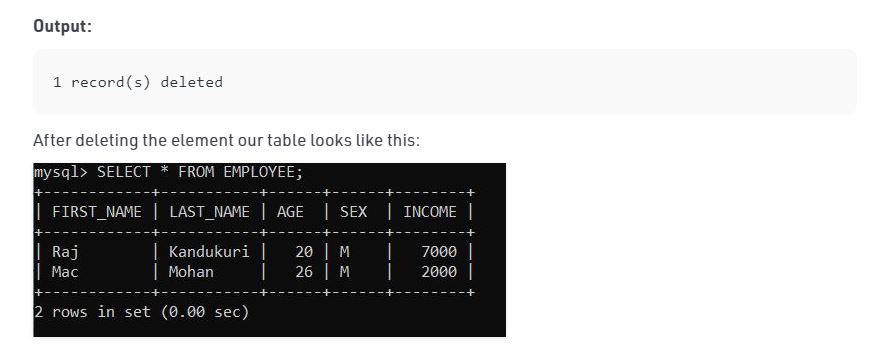 Output:
1 record(s) deleted
After deleting the element our table looks like this:
mysql> SELECT * FROM EMPLOYEE;
+------------+-----------+------+------+--------+
| FIRST_NAME | LAST_NAME | AGE  | SEX  | INCOME |
+------------+-----------+------+------+--------+
| Raj        | Kandukuri |   20 | M    |   7000 |
| Mac        | Mohan     |   26 | M    |   2000 |
+------------+-----------+------+------+--------+
2 rows in set (0.00 sec)